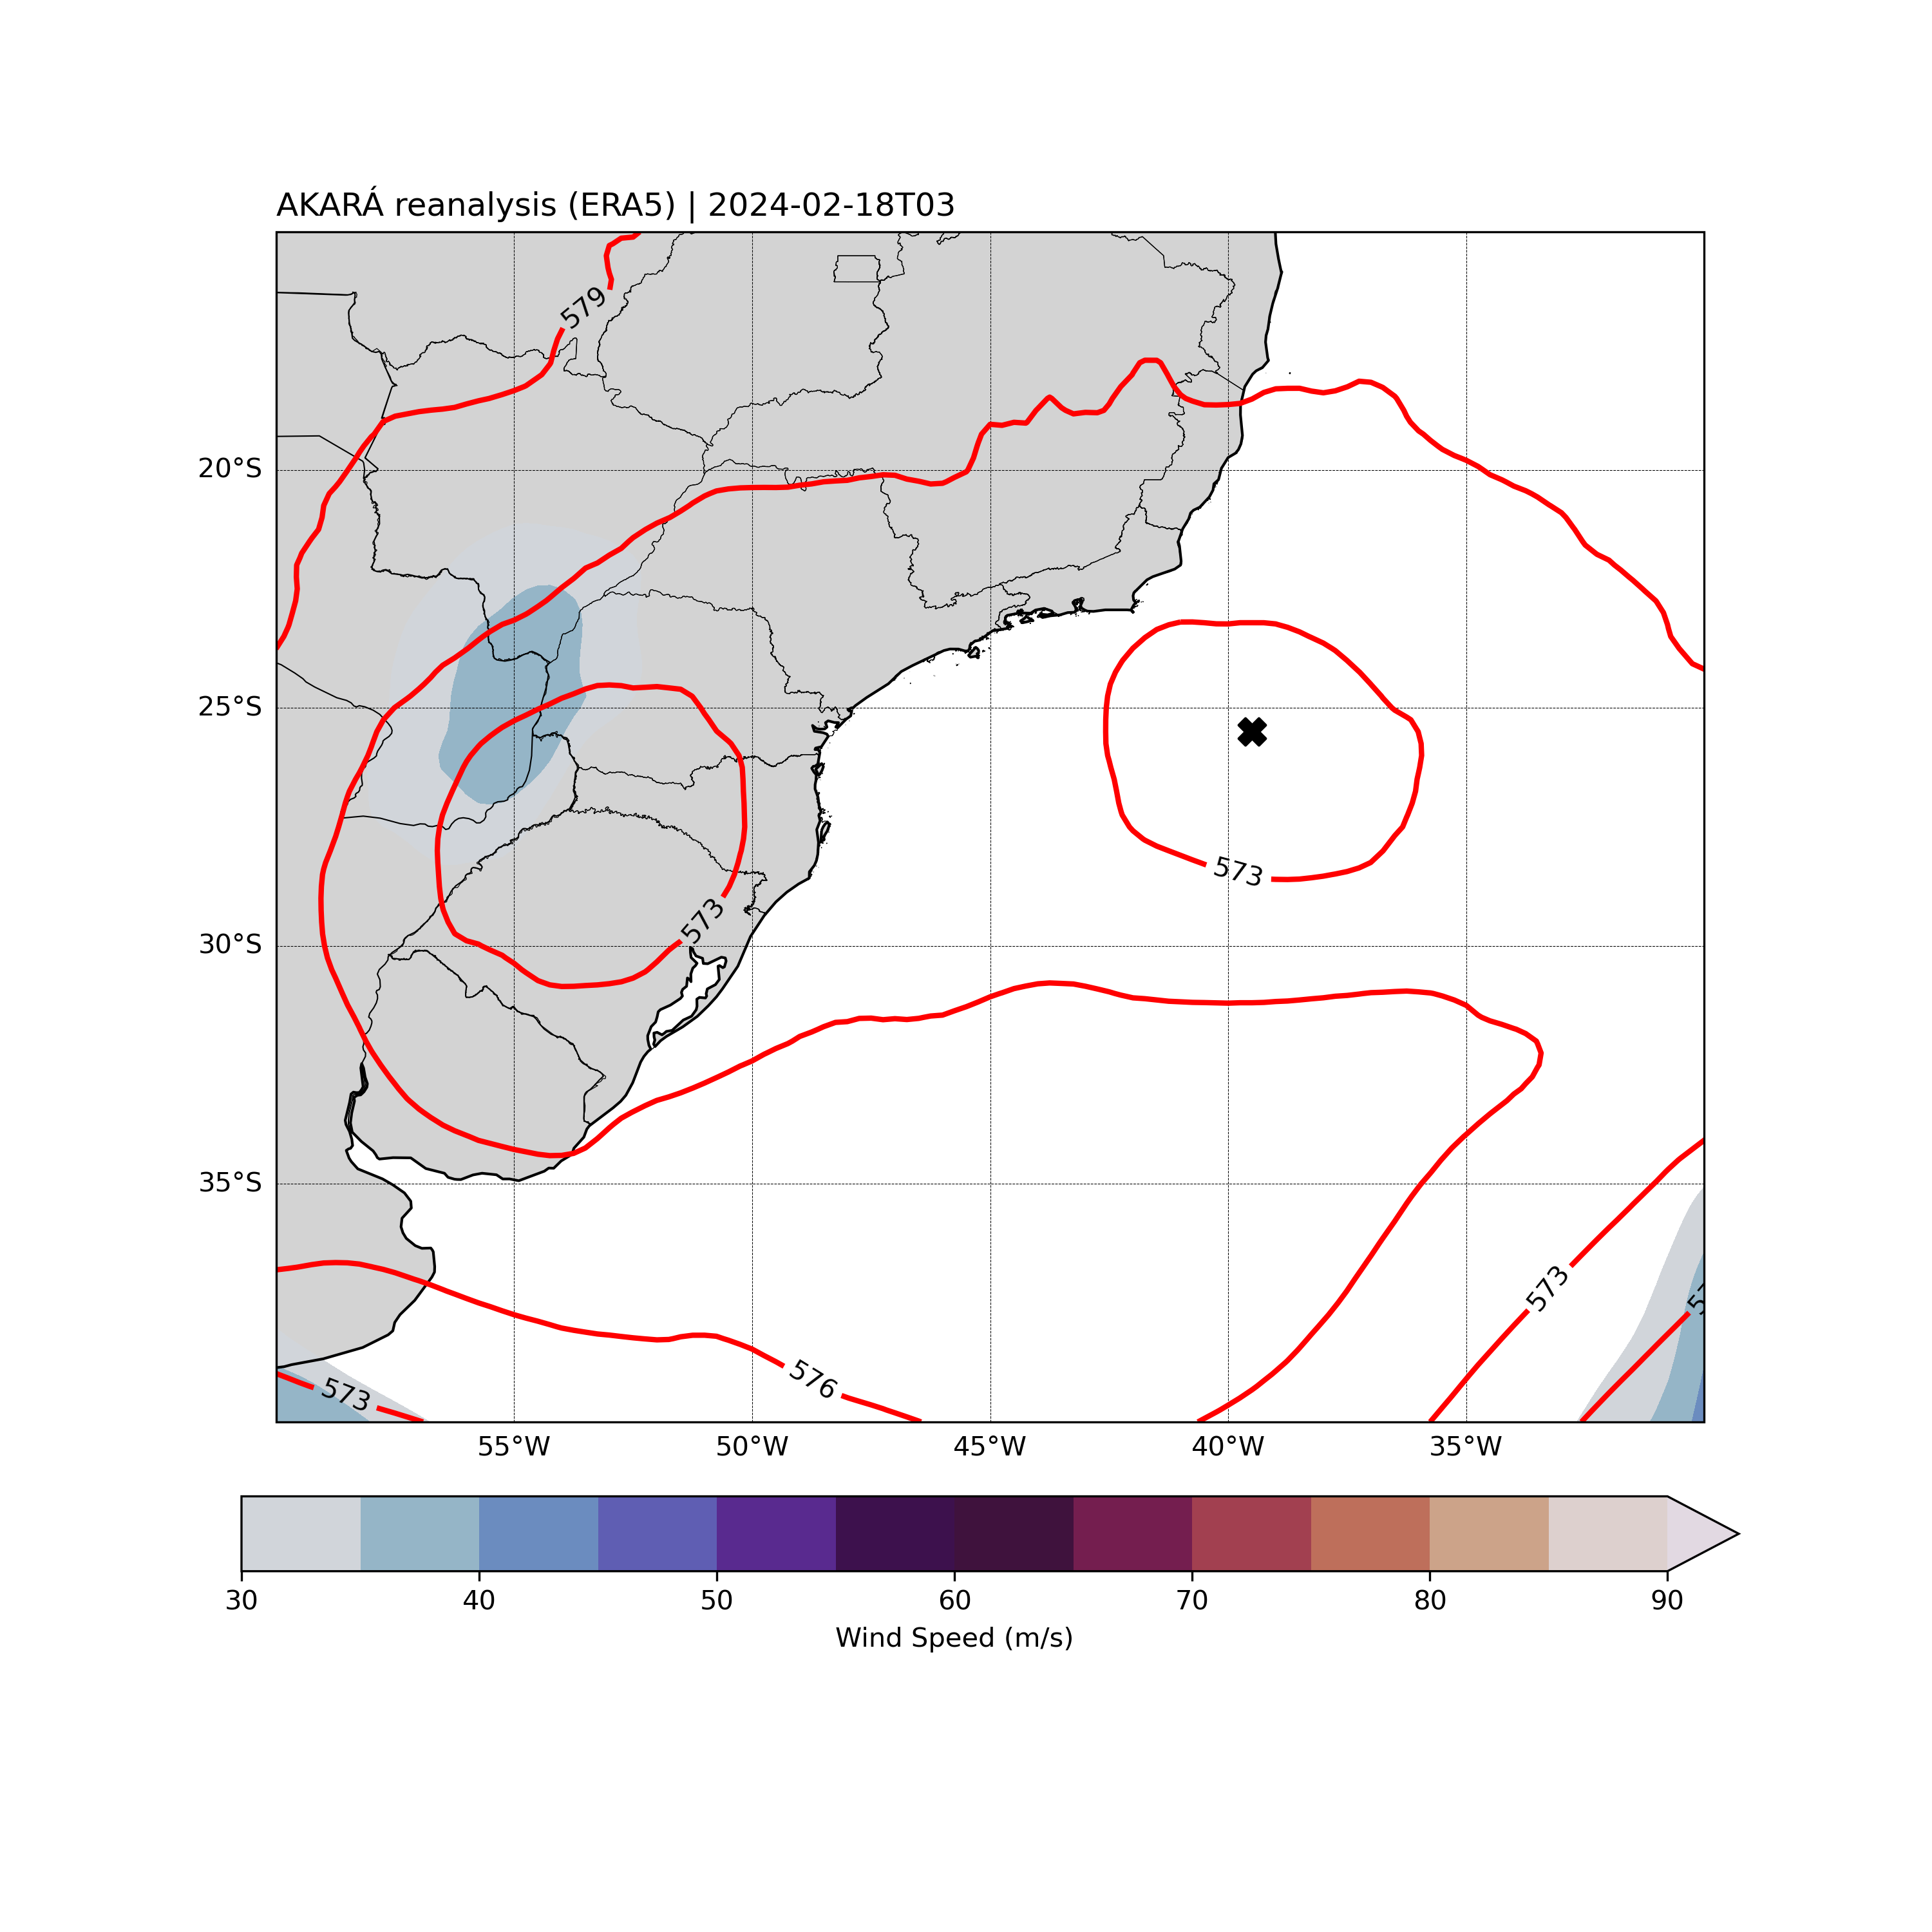 AKARÁ reanalysis (ERA5) | 2024-02-18T03
579
20°S
25°S
573
30°S
573
35°S
573
576
573
55°W
50°W
45°W
40°W
35°W
30
40
50
60
70
80
90
Wind Speed (m/s)